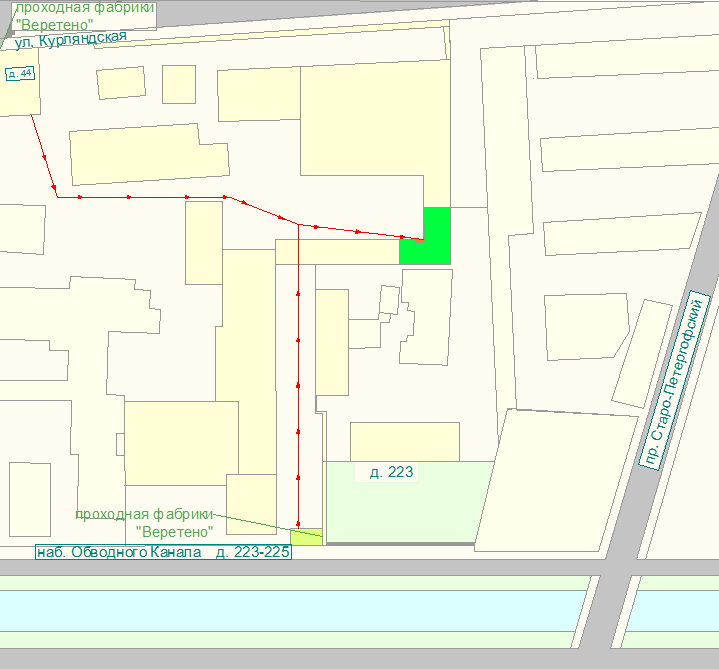 проходная фабрики
"Веретено"
ул. Курляндская
д. 44
пр. Старо-Петергофский
д. 223
проходная фабрики
"Веретено"
наб. Обводного Канала д. 223-225